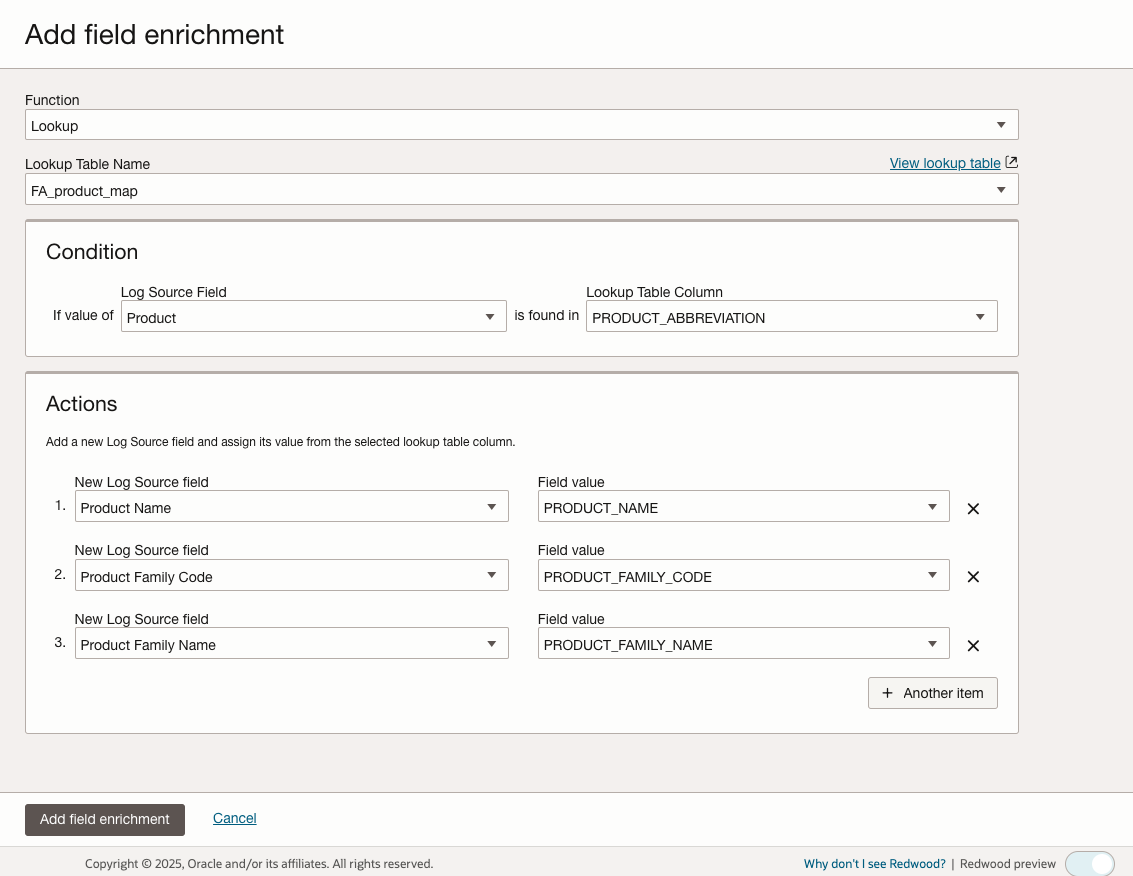 Add field enrichment
Function
Lookup
Lookup Table Name
View lookup table
FA_product_map
Condition
Log Source Field
Lookup Table Column
If value of
Product
is found in
PRODUCT_ABBREVIATION
Actions
Add a new Log Source field and assign its value from the selected lookup table column.
New Log Source field
Field value
1.
Product Name
PRODUCT_NAME
New Log Source field
Field value
2.
Product Family Code
PRODUCT_FAMILY_CODE
New Log Source field
Field value
3.
Product Family Name
PRODUCT_FAMILY_NAME
+ Another item
Add field enrichment
Cancel
Copyright © 2025, Oracle and/or its affiliates. All rights reserved.
Why don't I see Redwood? | Redwood preview